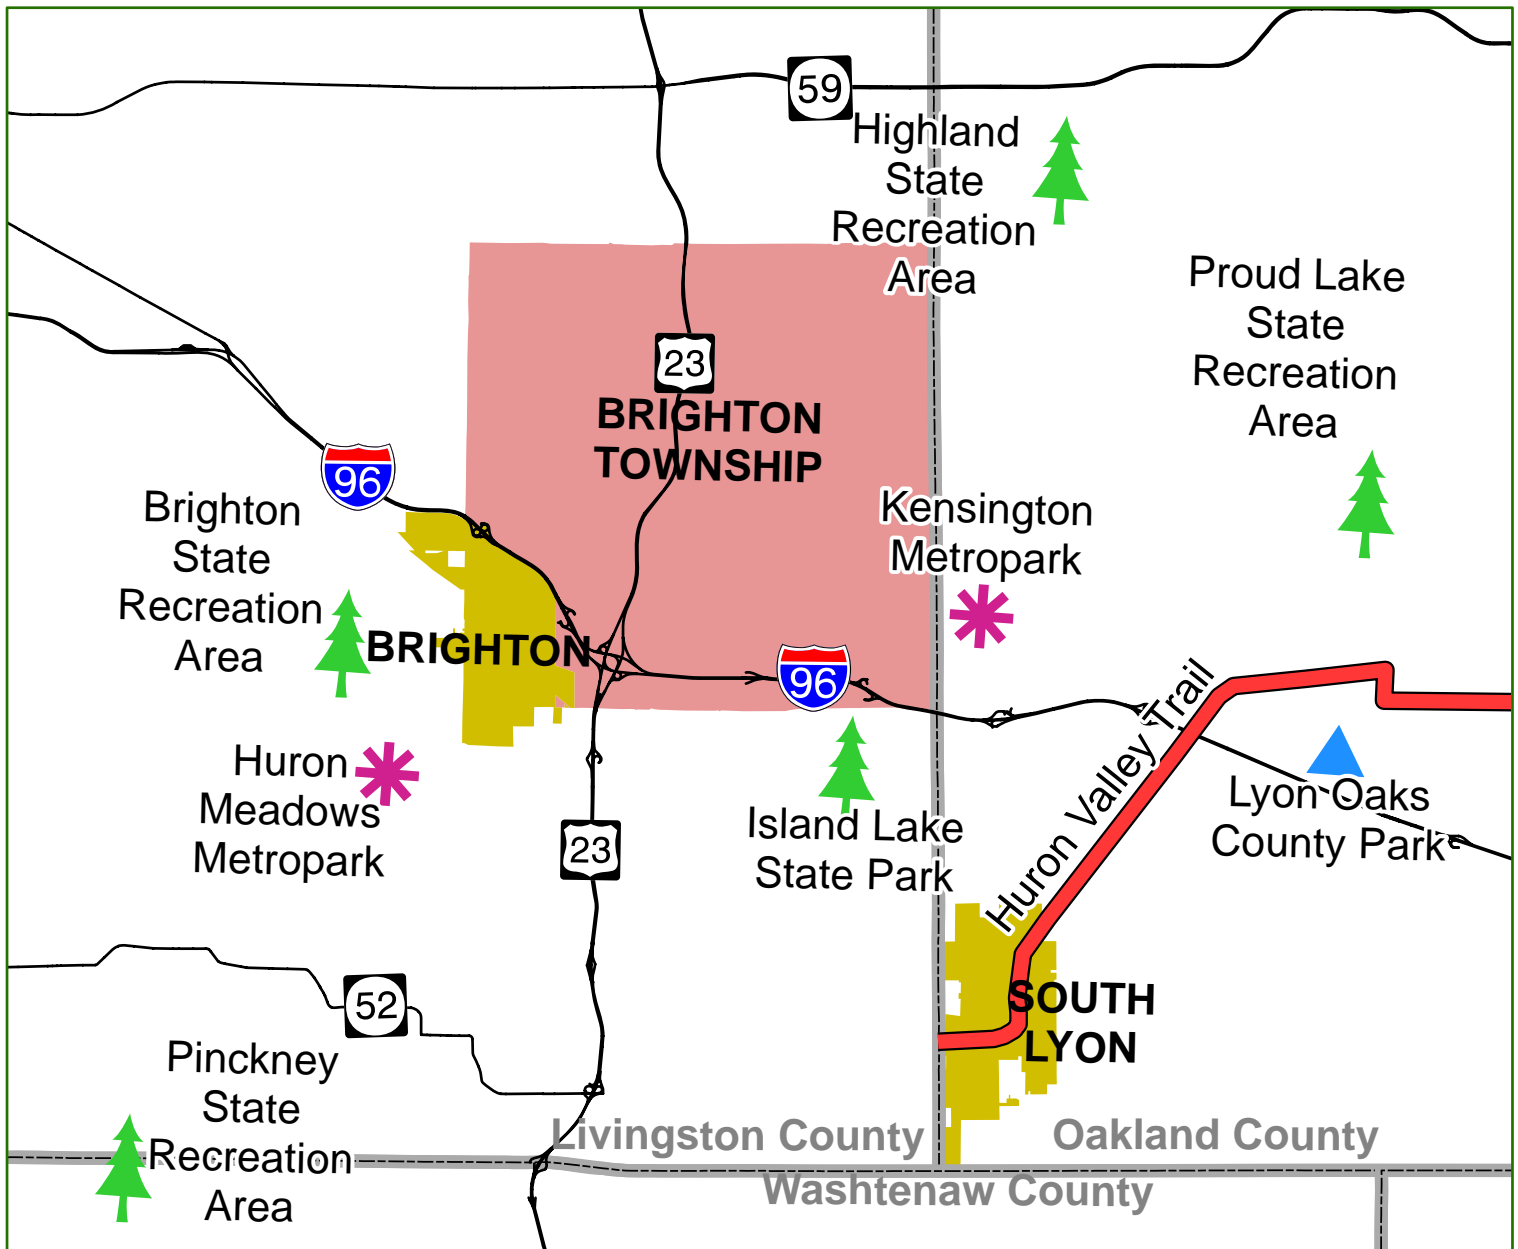 59
Highland
State
Recreation
Area
Proud Lake
State
Recreation
Area
23
BRIGHTON
TOWNSHIP
96
Brighton
State
Recreation
Area
Kensington
Metropark
BRIGHTON
96
Huron Valley Trail
Huron
Meadows
Metropark
Lyon Oaks
County Park
Island Lake
State Park
23
52
SOUTH
LYON
Pinckney
State
Recreation
Area
Livingston County
Oakland County
Washtenaw County